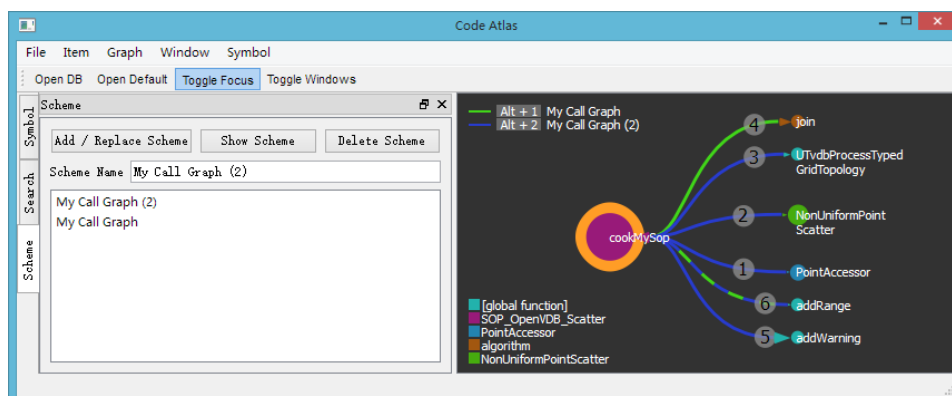 Code Atlas
File Item Graph Window Symbol
Open DB Open Default Toggle Focus Toggle Windows
Symbol
Search
Scheme
Scheme
Add / Replace Scheme Show Scheme Delete Scheme
Scheme Name My Call Graph (2)
My Call Graph (2)
My Call Graph
Alt + 1 My Call Graph
Alt + 2 My Call Graph (2)
cookMySop
4 join
3 UTvdbProcessTyped
GridTopology
2 NonUniformPoint
Scatter
1 PointAccessor
6 addRange
5 addWarning
[global function]
SOP_OpenVDB_Scatter
PointAccessor
algorithm
NonUniformPointScatter